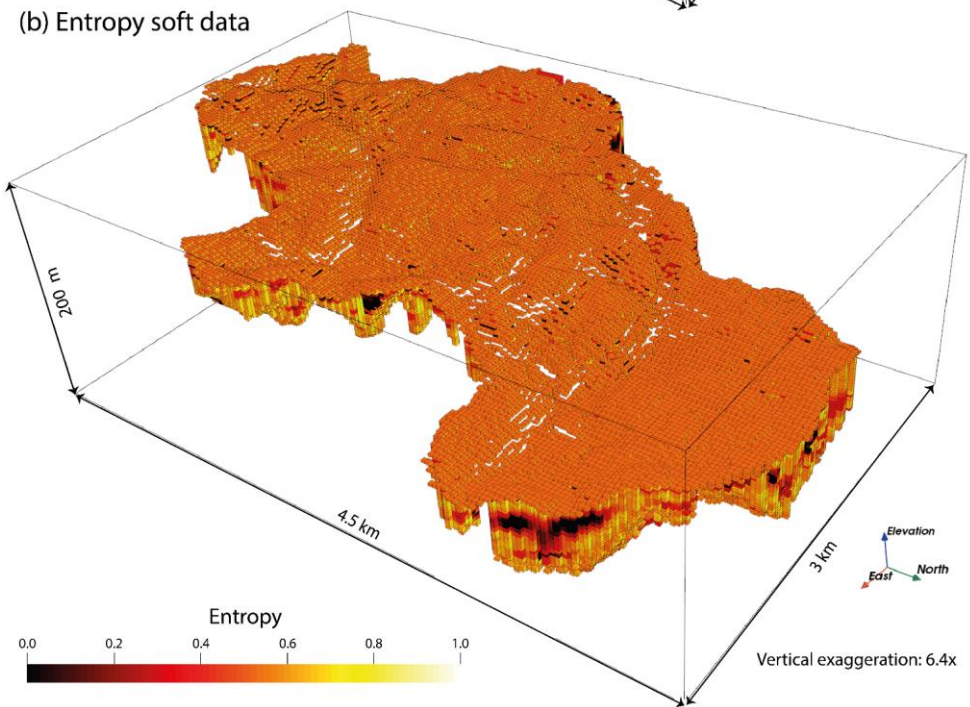 (b) Entropy soft data
200 m
4.5 km
3 km
Elevation
East
North
Entropy
0.0 0.2 0.4 0.6 0.8 1.0
Vertical exaggeration: 6.4x